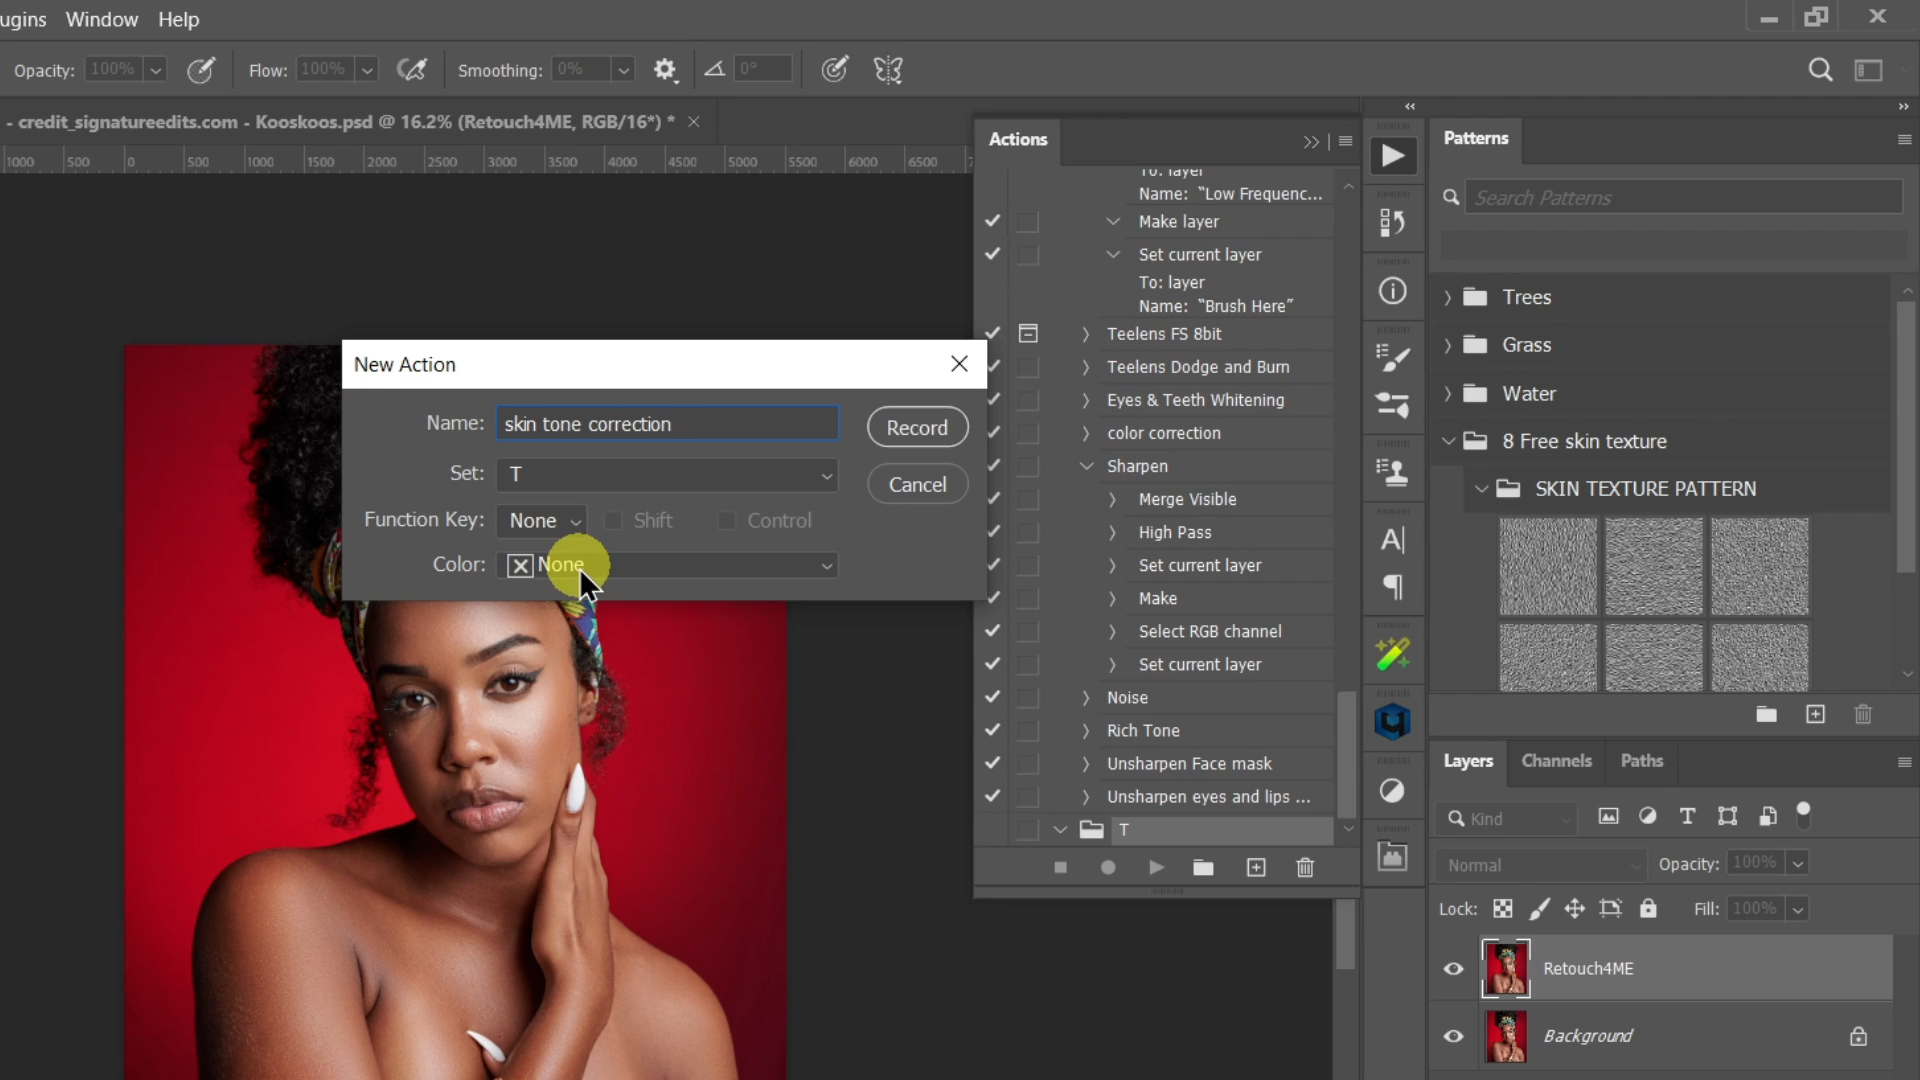 ugins Window Help
Opacity: 100% Flow: 100% Smoothing: 0% 0°
- credit_signatureedits.com - Kooskoos.psd @ 16.2% (Retouch4ME, RGB/16*) *
1000 500 0 500 1000 1500 2000 2500 3000 3500 4000 4500 5000 5500 6000 6500
Actions
To: layer
Name: “Low Frequenc...
Make layer
Set current layer
To: layer
Name: “Brush Here”
Teelens FS 8bit
Teelens Dodge and Burn
Eyes & Teeth Whitening
color correction
Sharpen
Merge Visible
High Pass
Set current layer
Make
Select RGB channel
Set current layer
Noise
Rich Tone
Unsharpen Face mask
Unsharpen eyes and lips ...
T
New Action
Name: skin tone correction
Record
Set: T
Cancel
Function Key: None Shift Control
Color: None
Patterns
Search Patterns
Trees
Grass
Water
8 Free skin texture
SKIN TEXTURE PATTERN
Layers Channels Paths
Kind
Normal Opacity: 100%
Lock: Fill: 100%
Retouch4ME
Background